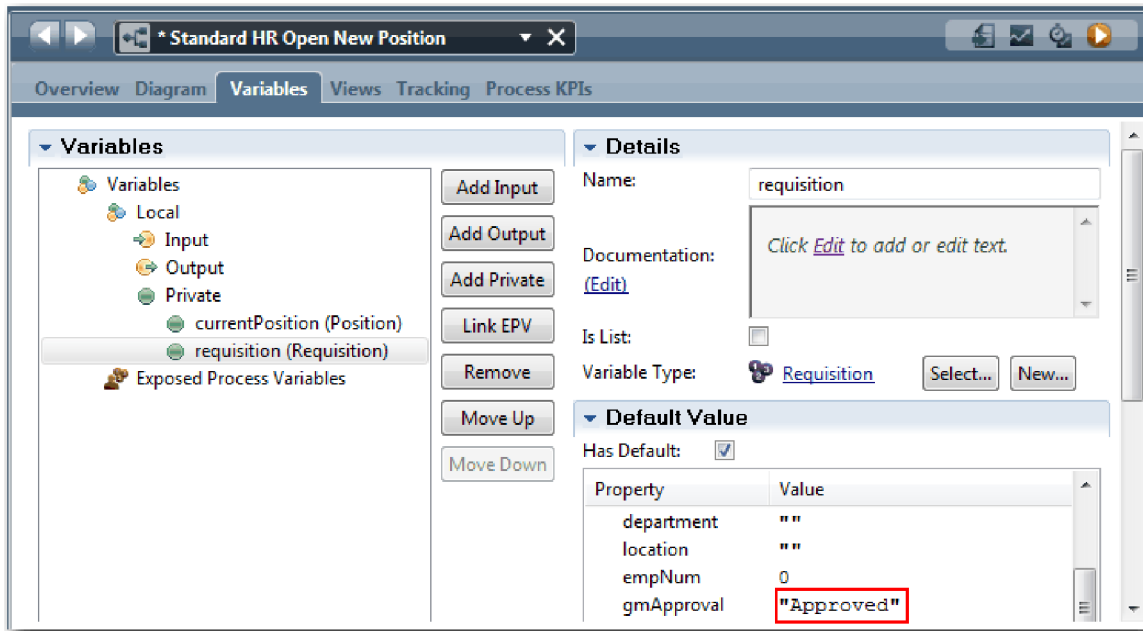 * Standard HR Open New Position
Overview Diagram Variables Views Tracking Process KPIs
Variables
Variables
Local
Input
Output
Private
currentPosition (Position)
requisition (Requisition)
Exposed Process Variables
Add Input
Add Output
Add Private
Link EPV
Remove
Move Up
Move Down
Details
Name: requisition
Documentation:
(Edit)
Click Edit to add or edit text.
Is List:
Variable Type: Requisition Select... New...
Default Value
Has Default:
Property Value
department ""
location ""
empNum 0
gmApproval "Approved"